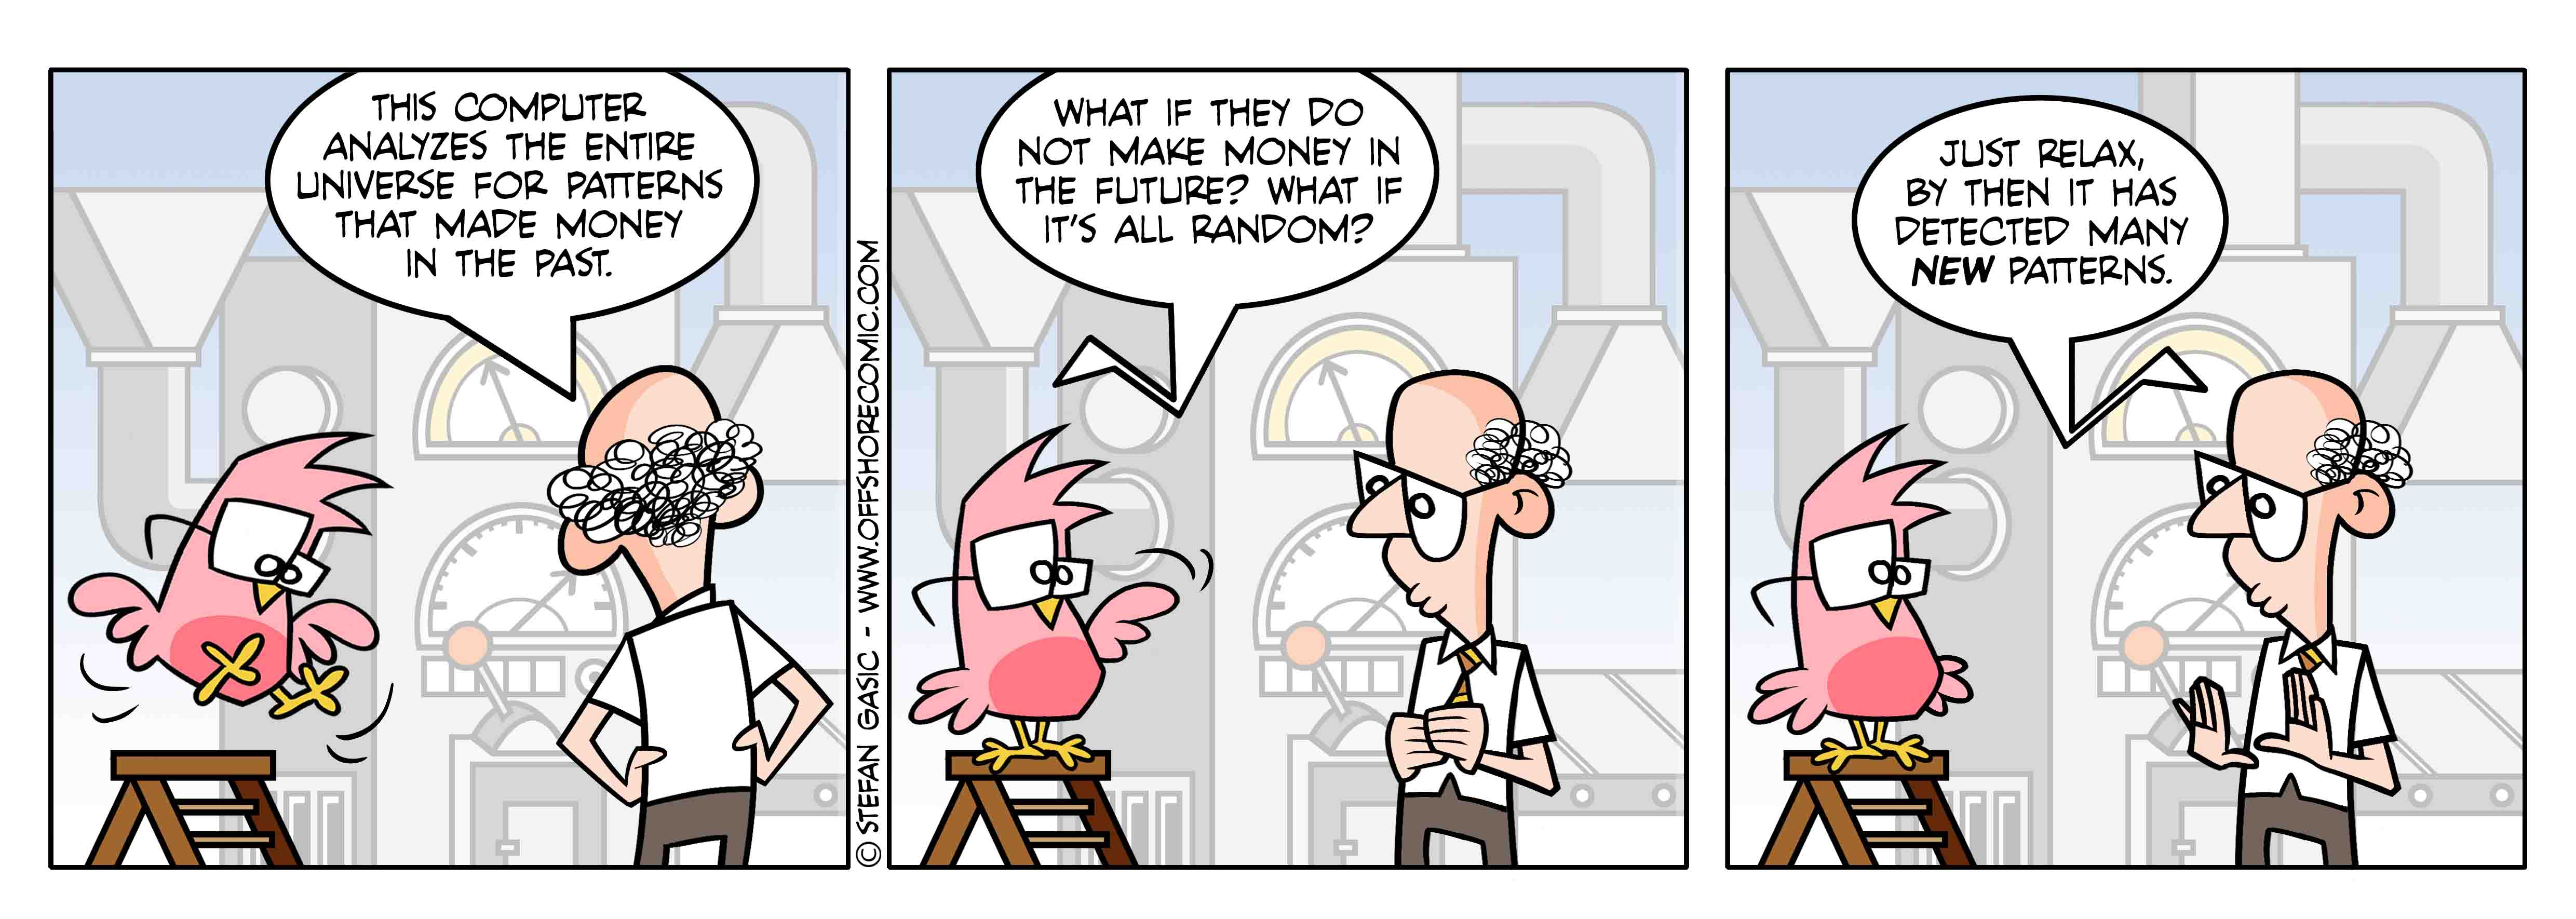 THIS COMPUTER
ANALYZES THE ENTIRE
UNIVERSE FOR PATTERNS
THAT MADE MONEY
IN THE PAST.
© STEFAN GASIC - WWW.OFFSHORECOMIC.COM
WHAT IF THEY DO
NOT MAKE MONEY IN
THE FUTURE? WHAT IF
IT'S ALL RANDOM?
JUST RELAX,
BY THEN IT HAS
DETECTED MANY
NEW PATTERNS.